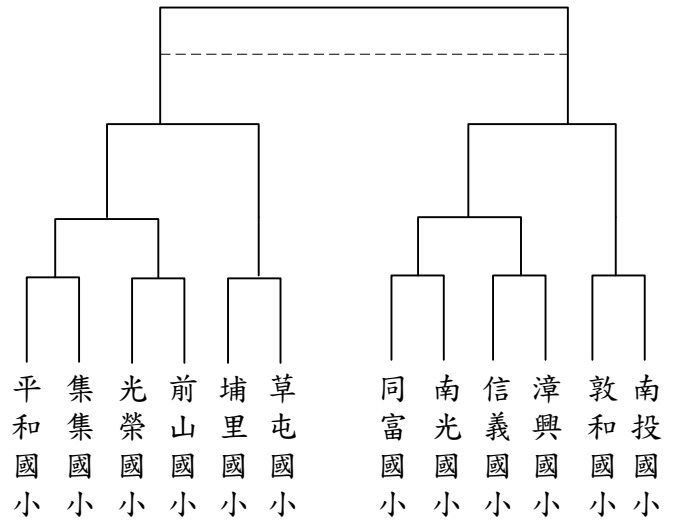 平和國小
集集國小
光榮國小
前山國小
埔里國小
草屯國小
同富國小
南光國小
信義國小
漳興國小
敦和國小
南投國小